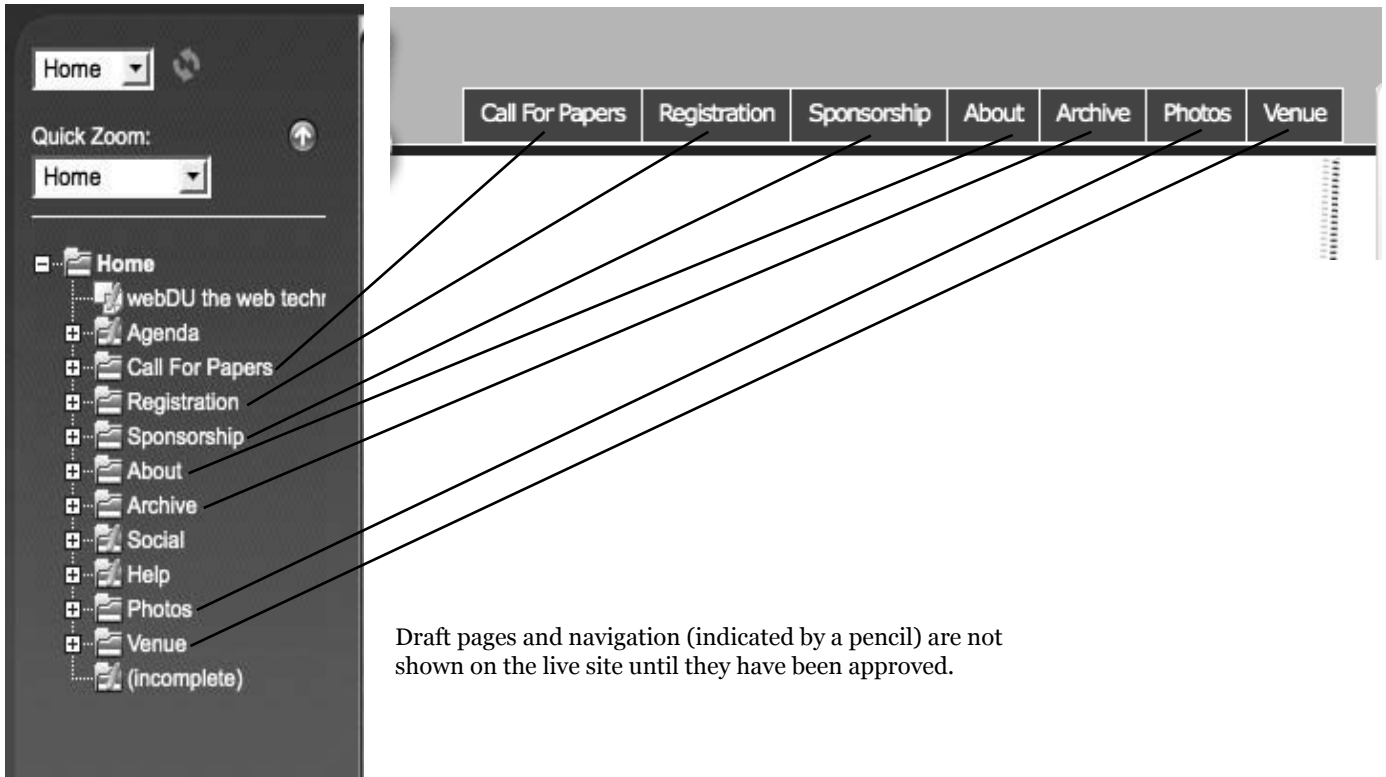 Home
Quick Zoom:
Home
Home
webDU the web techr
Agenda
Call For Papers
Registration
Sponsorship
About
Archive
Social
Help
Photos
Venue
(incomplete)
Call For Papers Registration Sponsorship About Archive Photos Venue
Draft pages and navigation (indicated by a pencil) are not
shown on the live site until they have been approved.